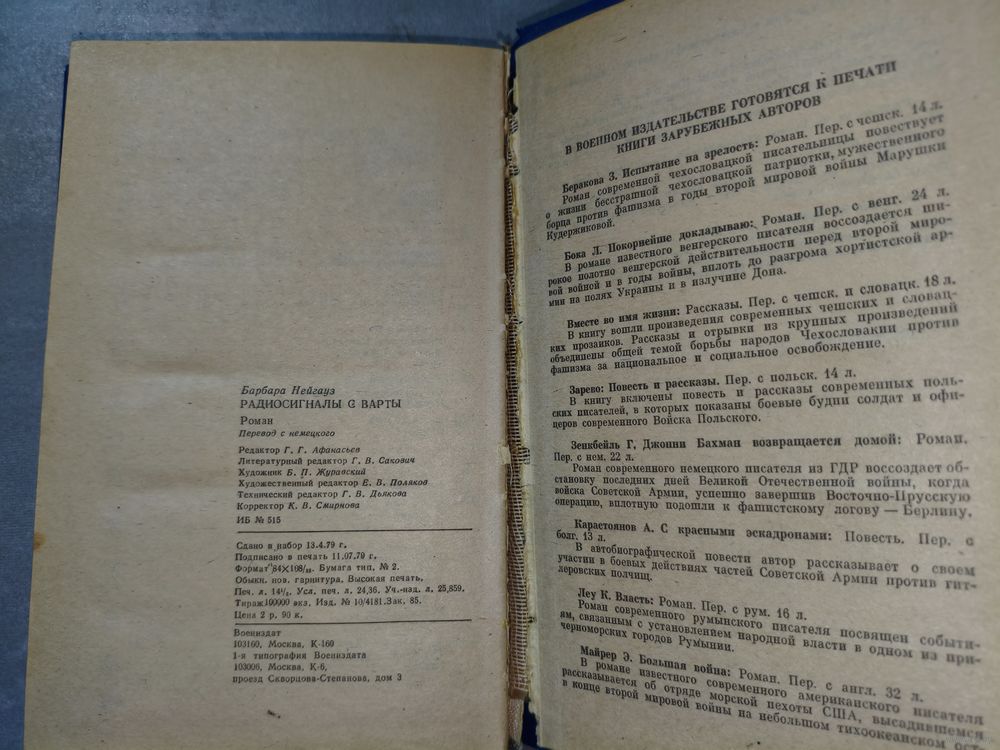 Барбара Нейгауз
РАДИОСИГНАЛЫ С ВАРТЫ
Роман
Перевод с немецкого
Редактор Г. Г. Афанасьев
Литературный редактор Г. В. Сакович
Художник Б. П. Журавский
Художественный редактор Е. В. Поляков
Технический редактор Г. В. Дьякова
Корректор К. В. Смирнова
ИБ № 515
Сдано в набор 13.4.79 г.
Подписано в печать 11.07.79 г.
Формат 84×108/32. Бумага тип. № 2.
Обыкн. нов. гарнитура. Высокая печать.
Печ. л. 14½. Усл. печ. л. 24,36. Уч.-изд. л. 25,859.
Тираж 100000 экз. Изд. № 10/4181. Зак. 85.
Цена 2 р. 90 к.
Воениздат
103160, Москва, К-160
1-я типография Воениздата
103006, Москва, К-6,
проезд Скворцова-Степанова, дом 3
В ВОЕННОМ ИЗДАТЕЛЬСТВЕ ГОТОВЯТСЯ К ПЕЧАТИ
КНИГИ ЗАРУБЕЖНЫХ АВТОРОВ
Беракова З. Испытание на зрелость: Роман. Пер. с чешск. 14 л.
Роман современной чехословацкой писательницы повествует
о жизни бесстрашной чехословацкой патриотки, мужественного
борца против фашизма в годы второй мировой войны Марушки
Кудержиковой.
Бока Л. Покорнейше докладываю: Роман. Пер. с венг. 24 л.
В романе известного венгерского писателя воссоздается ши-
рокое полотно венгерской действительности перед второй миро-
вой войной и в годы войны, вплоть до разгрома хортистской ар-
мии на полях Украины и в излучине Дона.
Вместе во имя жизни: Рассказы. Пер. с чешск. и словацк. 18 л.
В книгу вошли произведения современных чешских и словац-
ких прозаиков. Рассказы и отрывки из крупных произведений
объединены общей темой борьбы народов Чехословакии против
фашизма за национальное и социальное освобождение.
Зарево: Повесть и рассказы. Пер. с польск. 14 л.
В книгу включены повесть и рассказы современных поль-
ских писателей, в которых показаны боевые будни солдат и офи-
церов современного Войска Польского.
Зенкбейль Г. Джонни Бахман возвращается домой: Роман.
Пер. с нем. 22 л.
Роман современного немецкого писателя из ГДР воссоздает об-
становку последних дней Великой Отечественной войны, когда
войска Советской Армии, успешно завершив Восточно-Прусскую
операцию, вплотную подошли к фашистскому логову — Берлину.
Карастоянов А. С красными эскадронами: Повесть. Пер. с
болг. 13 л.
В автобиографической повести автор рассказывает о своем
участии в боевых действиях частей Советской Армии против гит-
леровских полчищ.
Леу К. Власть: Роман. Пер. с рум. 16 л.
Роман современного румынского писателя посвящен событи-
ям, связанным с установлением народной власти в одном из при-
черноморских городов Румынии.
Майрер Э. Большая война: Роман. Пер. с англ. 32 л.
В романе известного современного американского писателя
рассказывается об отряде морской пехоты США, высадившемся
в конце второй мировой войны на небольшом тихоокеанском ост-